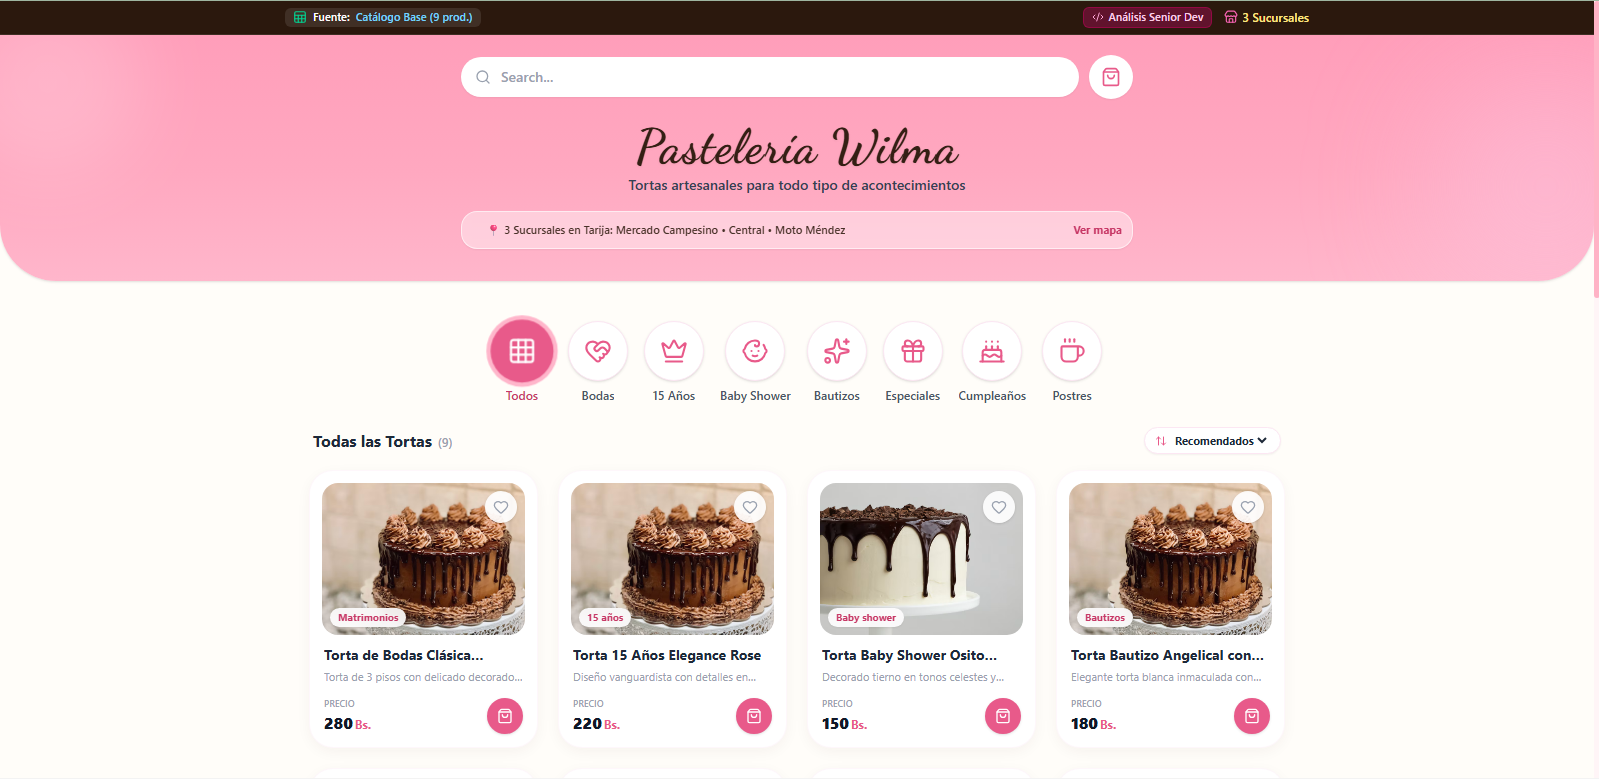 Fuente: Catálogo Base (9 prod.)
Análisis Senior Dev
3 Sucursales
Search...
Pastelería Wilma
Tortas artesanales para todo tipo de acontecimientos
3 Sucursales en Tarija: Mercado Campesino • Central • Moto Méndez
Ver mapa
Todos
Bodas
15 Años
Baby Shower
Bautizos
Especiales
Cumpleaños
Postres
Todas las Tortas (9)
Recomendados
Matrimonios
Torta de Bodas Clásica...
Torta de 3 pisos con delicado decorado...
PRECIO
280 Bs.
15 años
Torta 15 Años Elegance Rose
Diseño vanguardista con detalles en...
PRECIO
220 Bs.
Baby shower
Torta Baby Shower Osito...
Decorado tierno en tonos celestes y...
PRECIO
150 Bs.
Bautizos
Torta Bautizo Angelical con...
Elegante torta blanca inmaculada con...
PRECIO
180 Bs.